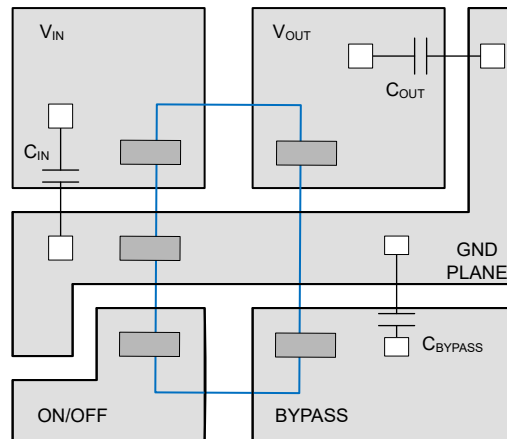 VIN
VOUT
COUT
CIN
GND
PLANE
CBYPASS
ON/OFF
BYPASS